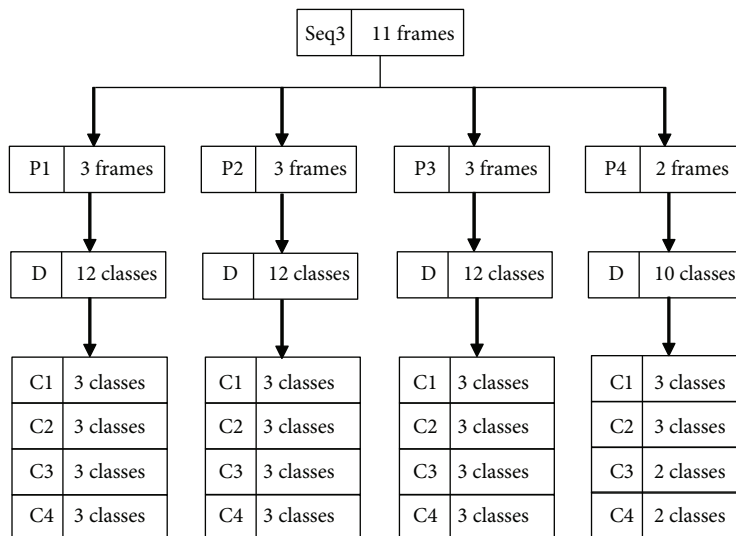 Seq3 11 frames
P1 3 frames P2 3 frames P3 3 frames P4 2 frames
D 12 classes D 12 classes D 12 classes D 10 classes
C1 3 classes C1 3 classes C1 3 classes C1 3 classes
C2 3 classes C2 3 classes C2 3 classes C2 3 classes
C3 3 classes C3 3 classes C3 3 classes C3 2 classes
C4 3 classes C4 3 classes C4 3 classes C4 2 classes